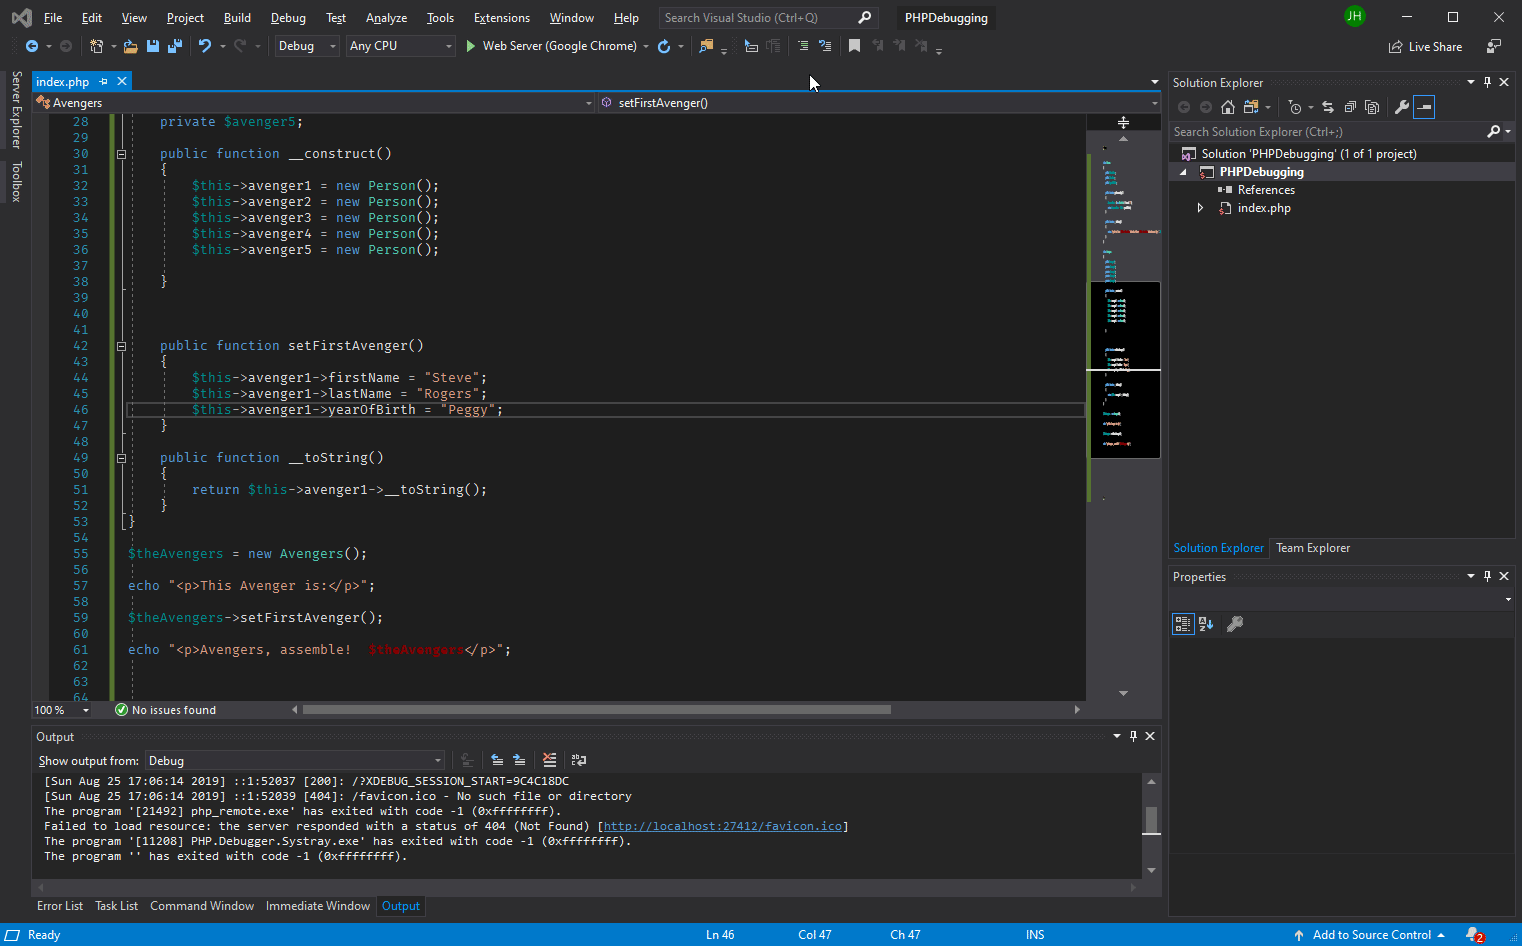 File Edit View Project Build Debug Test Analyze Tools Extensions Window Help Search Visual Studio (Ctrl+Q) PHPDebugging JH
Debug Any CPU Web Server (Google Chrome) Live Share
Server Explorer
Toolbox
index.php
Avengers setFirstAvenger()
28 private $avenger5;
29
30 public function __construct()
31 {
32 $this->avenger1 = new Person();
33 $this->avenger2 = new Person();
34 $this->avenger3 = new Person();
35 $this->avenger4 = new Person();
36 $this->avenger5 = new Person();
37
38 }
39
40
41
42 public function setFirstAvenger()
43 {
44 $this->avenger1->firstName = "Steve";
45 $this->avenger1->lastName = "Rogers";
46 $this->avenger1->yearOfBirth = "Peggy";
47 }
48
49 public function __toString()
50 {
51 return $this->avenger1->__toString();
52 }
53 }
54
55 $theAvengers = new Avengers();
56
57 echo "<p>This Avenger is:</p>";
58
59 $theAvengers->setFirstAvenger();
60
61 echo "<p>Avengers, assemble!  $theAvengers</p>";
62
63
64
100 % No issues found
Output
Show output from: Debug
[Sun Aug 25 17:06:14 2019] ::1:52037 [200]: /?XDEBUG_SESSION_START=9C4C18DC
[Sun Aug 25 17:06:14 2019] ::1:52039 [404]: /favicon.ico - No such file or directory
The program '[21492] php_remote.exe' has exited with code -1 (0xffffffff).
Failed to load resource: the server responded with a status of 404 (Not Found) [http://localhost:27412/favicon.ico]
The program '[11208] PHP.Debugger.Systray.exe' has exited with code -1 (0xffffffff).
The program '' has exited with code -1 (0xffffffff).
Error List Task List Command Window Immediate Window Output
Solution Explorer
Search Solution Explorer (Ctrl+;)
Solution 'PHPDebugging' (1 of 1 project)
PHPDebugging
References
index.php
Solution Explorer Team Explorer
Properties
Ready Ln 46 Col 47 Ch 47 INS Add to Source Control 2